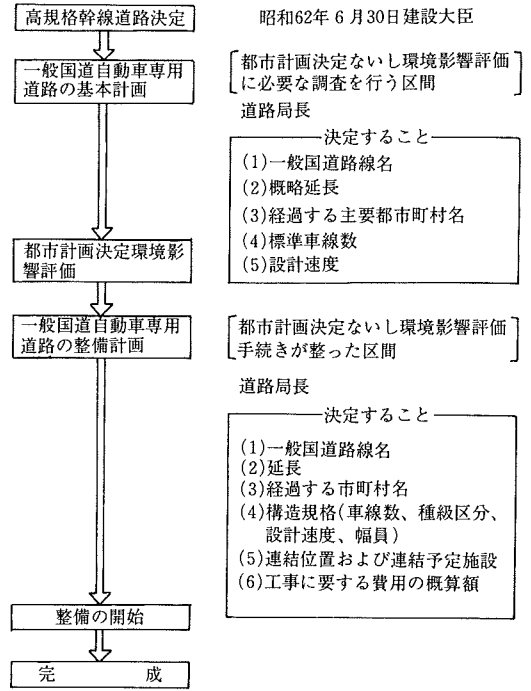 高規格幹線道路決定
昭和62年6月30日建設大臣
一般国道自動車専用
道路の基本計画
都市計画決定ないし環境影響評価
に必要な調査を行う区間
道路局長
決定すること
(1)一般国道路線名
(2)概略延長
(3)経過する主要都市町村名
(4)標準車線数
(5)設計速度
都市計画決定環境影
響評価
一般国道自動車専用
道路の整備計画
都市計画決定ないし環境影響評価
手続きが整った区間
道路局長
決定すること
(1)一般国道路線名
(2)延長
(3)経過する市町村名
(4)構造規格(車線数、種級区分、
設計速度、幅員)
(5)連結位置および連結予定施設
(6)工事に要する費用の概算額
整備の開始
完成